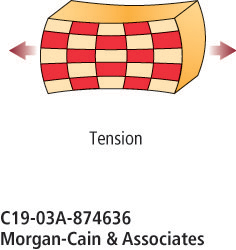 Tension
C19-03A-874636
Morgan-Cain & Associates